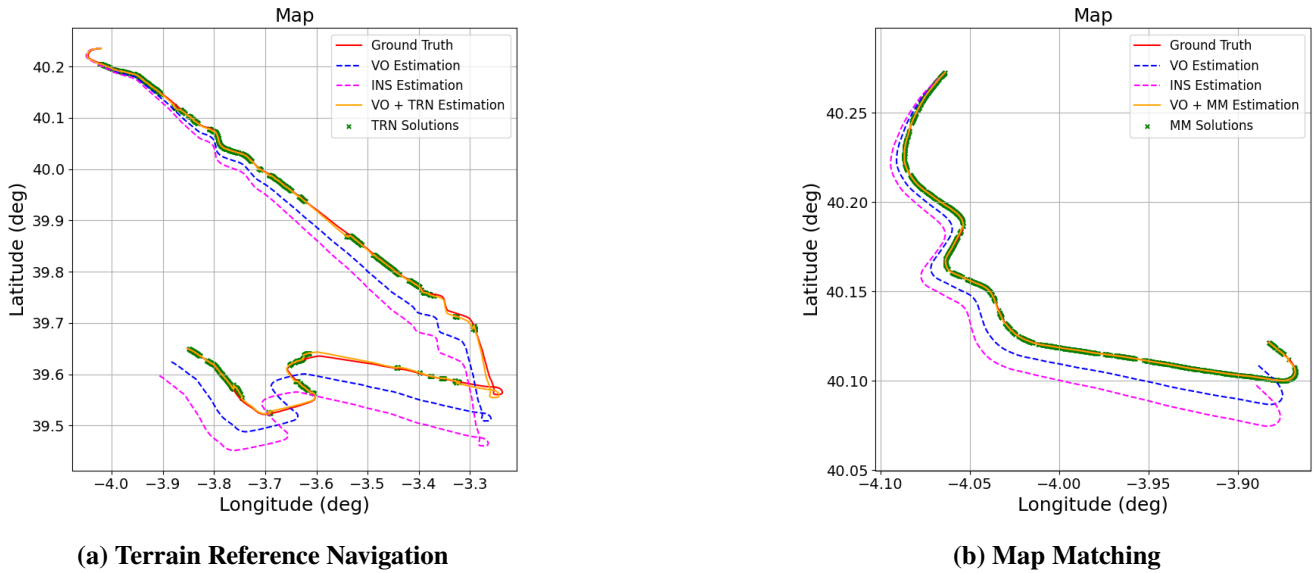 Map
Ground Truth
VO Estimation
INS Estimation
VO + TRN Estimation
TRN Solutions
40.2
40.1
40.0
39.9
39.8
39.7
39.6
39.5
Latitude (deg)
−4.0 −3.9 −3.8 −3.7 −3.6 −3.5 −3.4 −3.3
Longitude (deg)
(a) Terrain Reference Navigation
Map
Ground Truth
VO Estimation
INS Estimation
VO + MM Estimation
MM Solutions
40.25
40.20
40.15
40.10
40.05
Latitude (deg)
−4.10 −4.05 −4.00 −3.95 −3.90
Longitude (deg)
(b) Map Matching